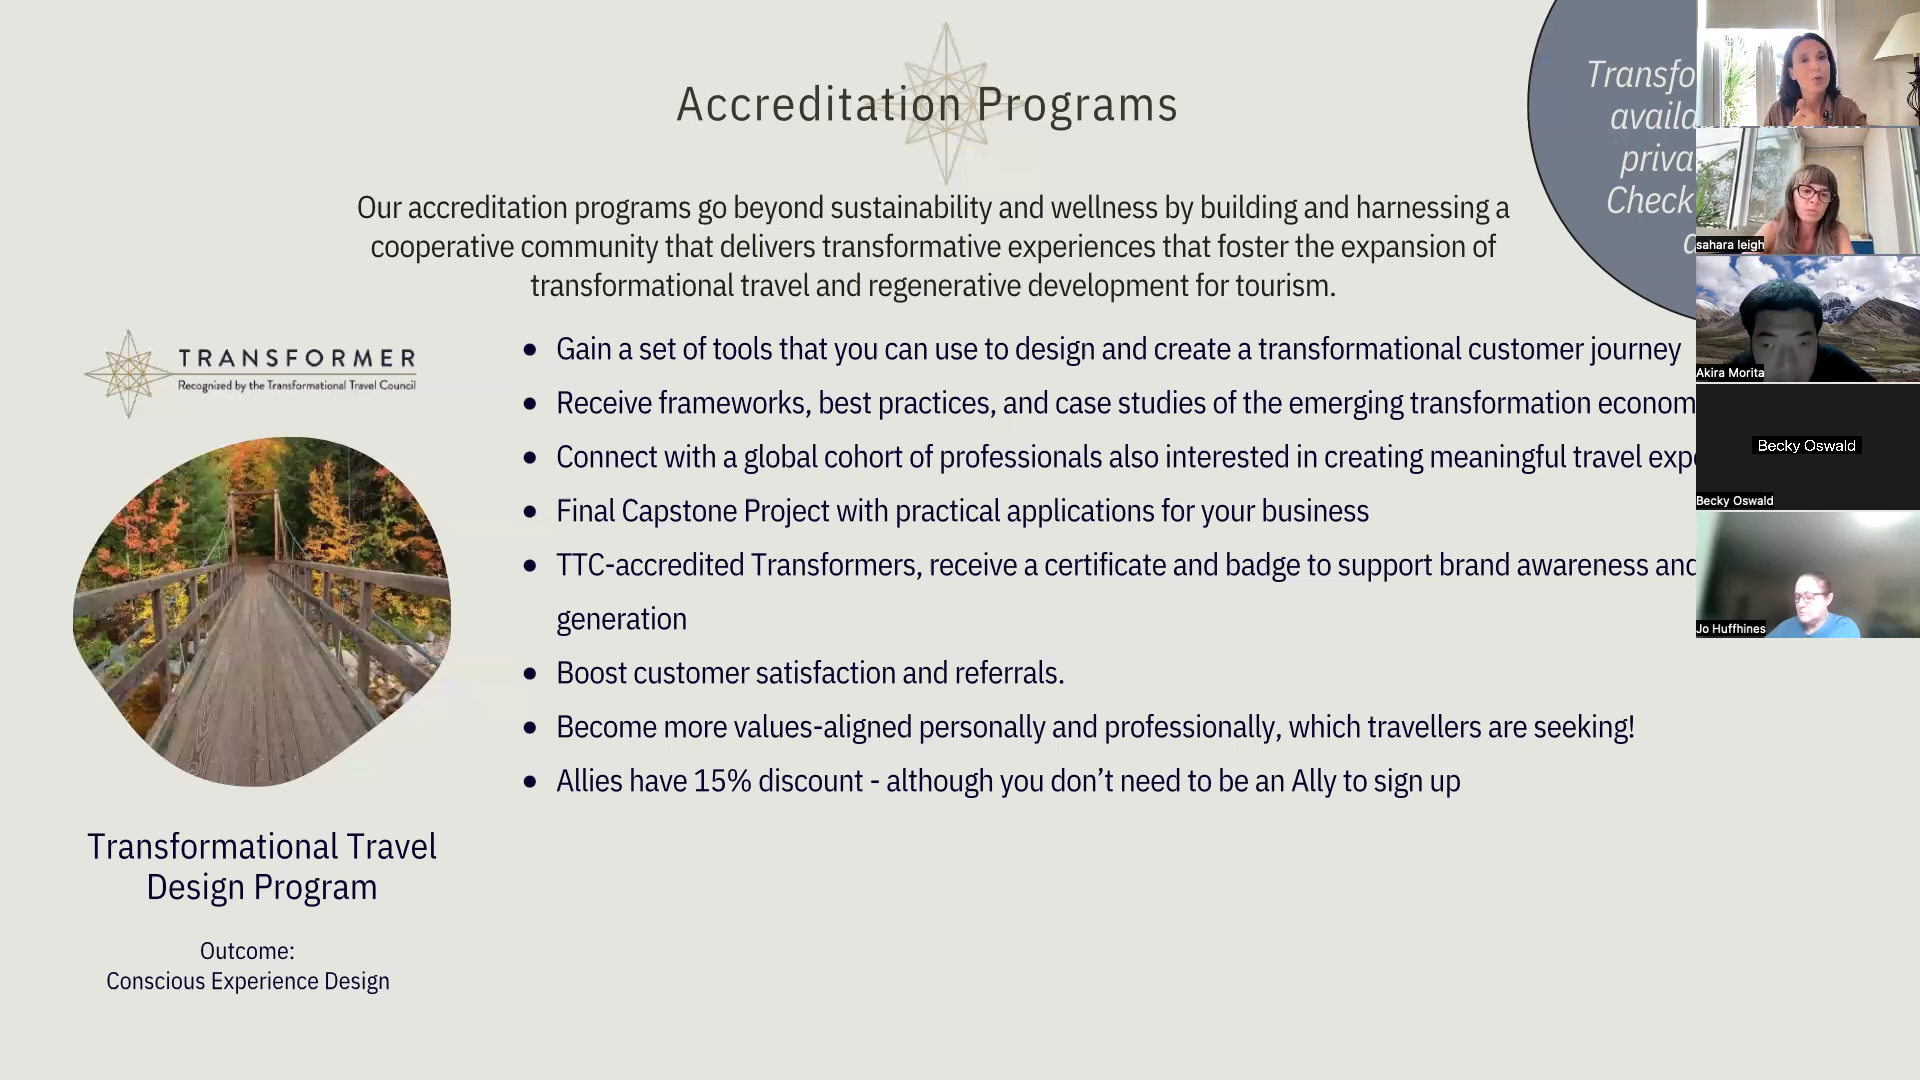 Accreditation Programs
Our accreditation programs go beyond sustainability and wellness by building and harnessing a
cooperative community that delivers transformative experiences that foster the expansion of
transformational travel and regenerative development for tourism.
TRANSFORMER
Recognized by the Transformational Travel Council
Transformational Travel
Design Program
Outcome:
Conscious Experience Design
• Gain a set of tools that you can use to design and create a transformational customer journey
• Receive frameworks, best practices, and case studies of the emerging transformation
• Connect with a global cohort of professionals also interested in creating meaningful travel
• Final Capstone Project with practical applications for your business
• TTC-accredited Transformers, receive a certificate and badge to support brand awareness and
generation
• Boost customer satisfaction and referrals.
• Become more values-aligned personally and professionally, which travellers are seeking!
• Allies have 15% discount - although you don't need to be an Ally to sign up
Check
sahara leigh
Akira Morita
Becky Oswald
Becky Oswald
Jo Huffhines